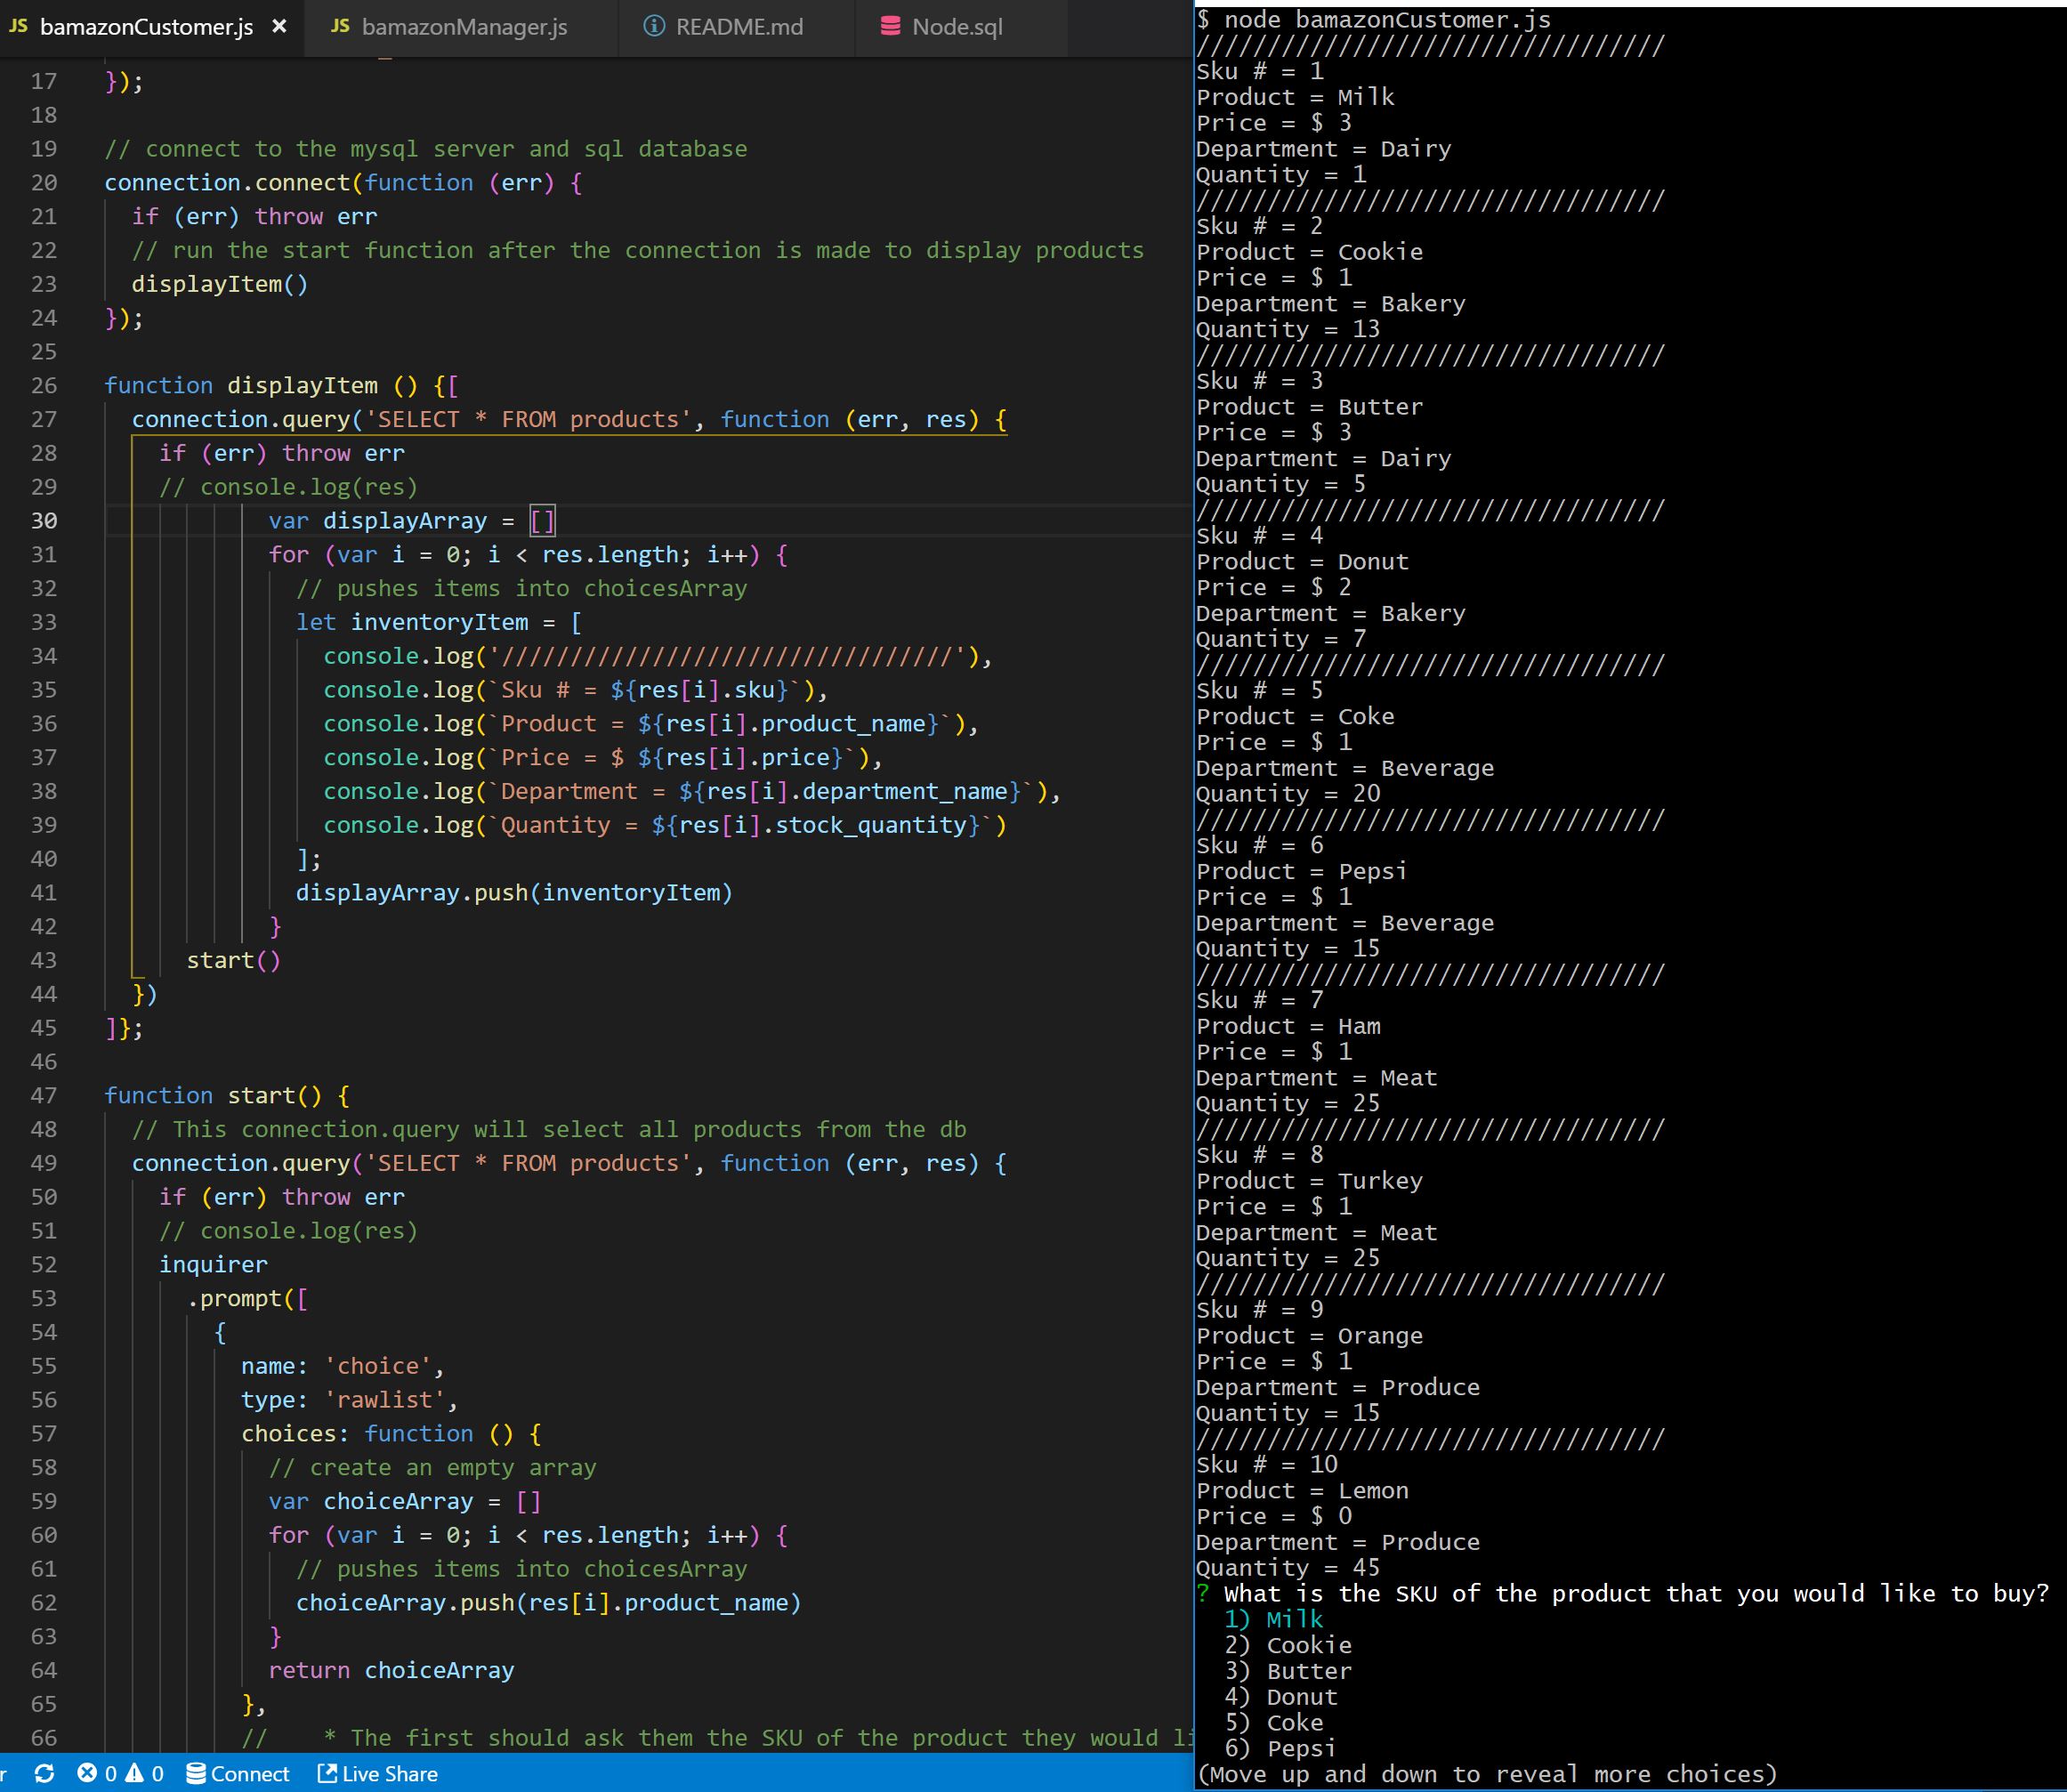 JS bamazonCustomer.js × JS bamazonManager.js README.md Node.sql
17 });
18
19 // connect to the mysql server and sql database
20 connection.connect(function (err) {
21 if (err) throw err
22 // run the start function after the connection is made to display products
23 displayItem()
24 });
25
26 function displayItem () {[
27 connection.query('SELECT * FROM products', function (err, res) {
28 if (err) throw err
29 // console.log(res)
30 var displayArray = []
31 for (var i = 0; i < res.length; i++) {
32 // pushes items into choicesArray
33 let inventoryItem = [
34 console.log('/////////////////////////////////'),
35 console.log(`Sku # = ${res[i].sku}`),
36 console.log(`Product = ${res[i].product_name}`),
37 console.log(`Price = $ ${res[i].price}`),
38 console.log(`Department = ${res[i].department_name}`),
39 console.log(`Quantity = ${res[i].stock_quantity}`)
40 ];
41 displayArray.push(inventoryItem)
42 }
43 start()
44 })
45 ]};
46
47 function start() {
48 // This connection.query will select all products from the db
49 connection.query('SELECT * FROM products', function (err, res) {
50 if (err) throw err
51 // console.log(res)
52 inquirer
53 .prompt([
54 {
55 name: 'choice',
56 type: 'rawlist',
57 choices: function () {
58 // create an empty array
59 var choiceArray = []
60 for (var i = 0; i < res.length; i++) {
61 // pushes items into choicesArray
62 choiceArray.push(res[i].product_name)
63 }
64 return choiceArray
65 },
66 // * The first should ask them the SKU of the product they would
r 0 0 Connect Live Share
$ node bamazonCustomer.js
/////////////////////////////////
Sku # = 1
Product = Milk
Price = $ 3
Department = Dairy
Quantity = 1
/////////////////////////////////
Sku # = 2
Product = Cookie
Price = $ 1
Department = Bakery
Quantity = 13
/////////////////////////////////
Sku # = 3
Product = Butter
Price = $ 3
Department = Dairy
Quantity = 5
/////////////////////////////////
Sku # = 4
Product = Donut
Price = $ 2
Department = Bakery
Quantity = 7
/////////////////////////////////
Sku # = 5
Product = Coke
Price = $ 1
Department = Beverage
Quantity = 20
/////////////////////////////////
Sku # = 6
Product = Pepsi
Price = $ 1
Department = Beverage
Quantity = 15
/////////////////////////////////
Sku # = 7
Product = Ham
Price = $ 1
Department = Meat
Quantity = 25
/////////////////////////////////
Sku # = 8
Product = Turkey
Price = $ 1
Department = Meat
Quantity = 25
/////////////////////////////////
Sku # = 9
Product = Orange
Price = $ 1
Department = Produce
Quantity = 15
/////////////////////////////////
Sku # = 10
Product = Lemon
Price = $ 0
Department = Produce
Quantity = 45
? What is the SKU of the product that you would like to buy?
1) Milk
2) Cookie
3) Butter
4) Donut
5) Coke
6) Pepsi
(Move up and down to reveal more choices)